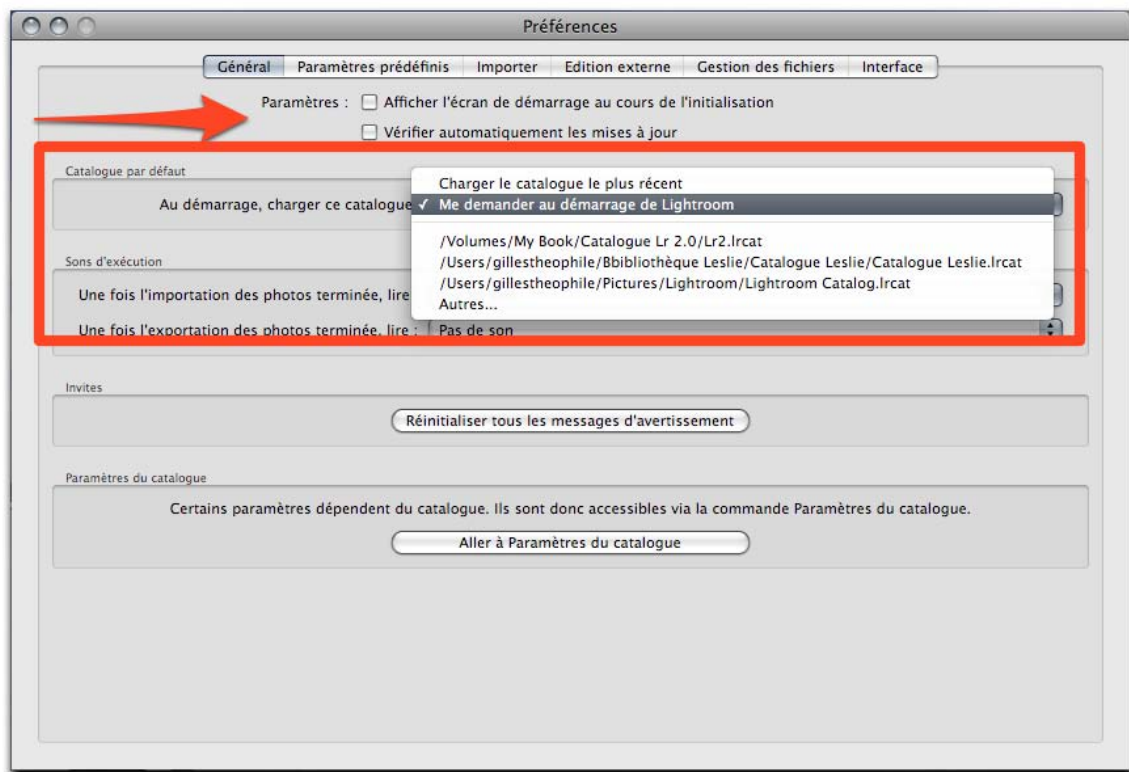 Préférences
Général Paramètres prédéfinis Importer Edition externe Gestion des fichiers Interface
Paramètres : Afficher l'écran de démarrage au cours de l'initialisation
Vérifier automatiquement les mises à jour
Catalogue par défaut
Charger le catalogue le plus récent
Au démarrage, charger ce catalogue ✓ Me demander au démarrage de Lightroom
/Volumes/My Book/Catalogue Lr 2.0/Lr2.lrcat
/Users/gillestheophile/Bbibliothèque Leslie/Catalogue Leslie/Catalogue Leslie.lrcat
Sons d'exécution
/Users/gillestheophile/Pictures/Lightroom/Lightroom Catalog.lrcat
Une fois l'importation des photos terminée, lire
Autres...
Une fois l'exportation des photos terminée, lire : Pas de son
Invites
Réinitialiser tous les messages d'avertissement
Paramètres du catalogue
Certains paramètres dépendent du catalogue. Ils sont donc accessibles via la commande Paramètres du catalogue.
Aller à Paramètres du catalogue